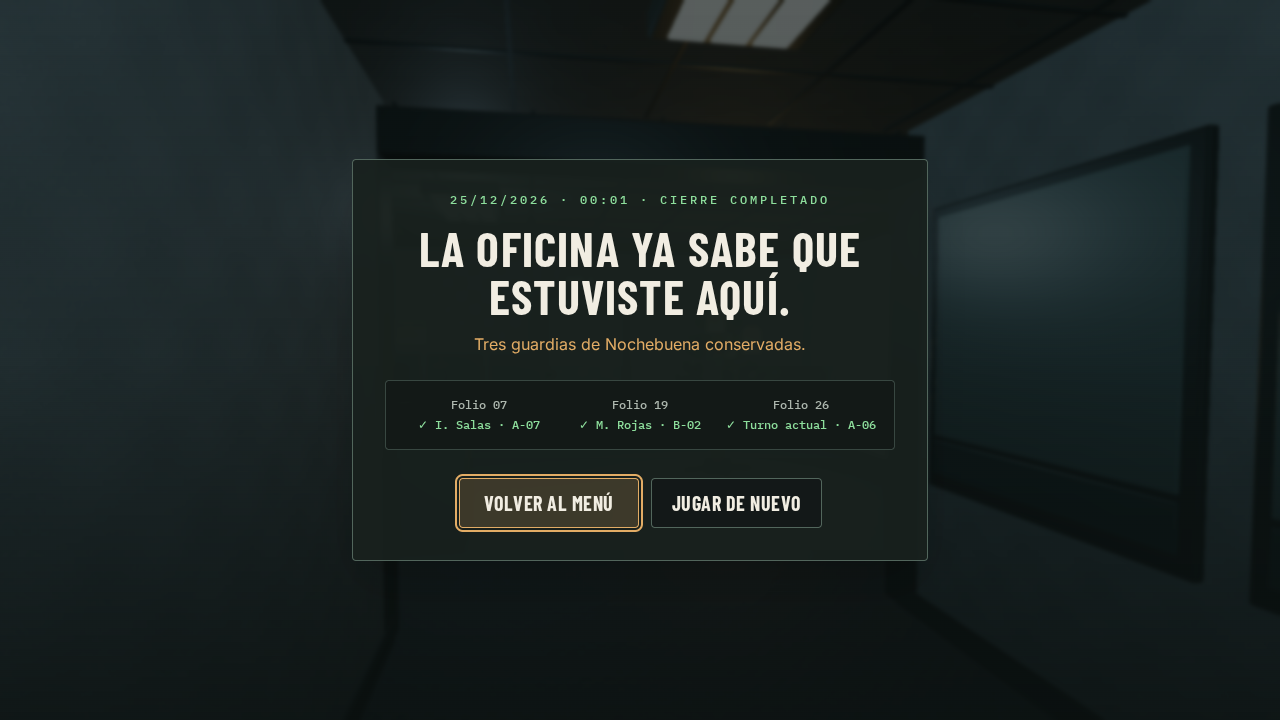 25/12/2026 · 00:01 · CIERRE COMPLETADO
LA OFICINA YA SABE QUE
ESTUVISTE AQUÍ.
Tres guardias de Nochebuena conservadas.
Folio 07
✓ I. Salas · A-07
Folio 19
✓ M. Rojas · B-02
Folio 26
✓ Turno actual · A-06
VOLVER AL MENÚ
JUGAR DE NUEVO